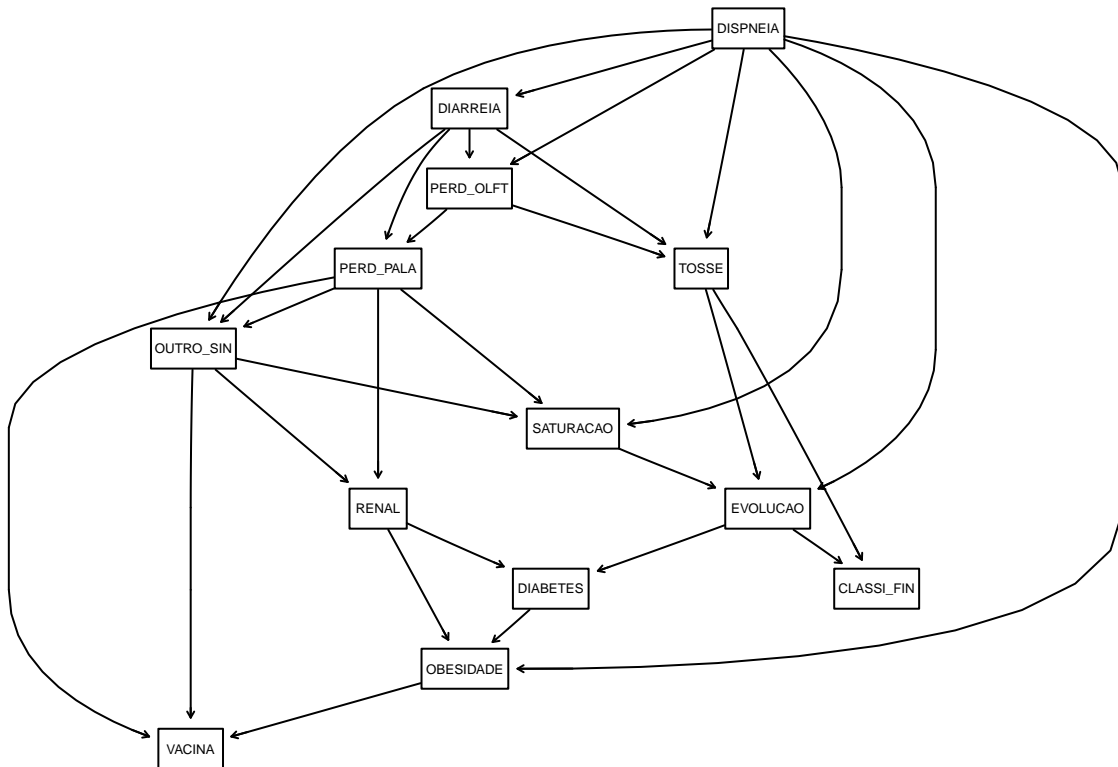 DISPNEIA
DIARREIA
PERD_OLFT
PERD_PALA
TOSSE
OUTRO_SIN
SATURACAO
RENAL
EVOLUCAO
DIABETES
CLASSI_FIN
OBESIDADE
VACINA